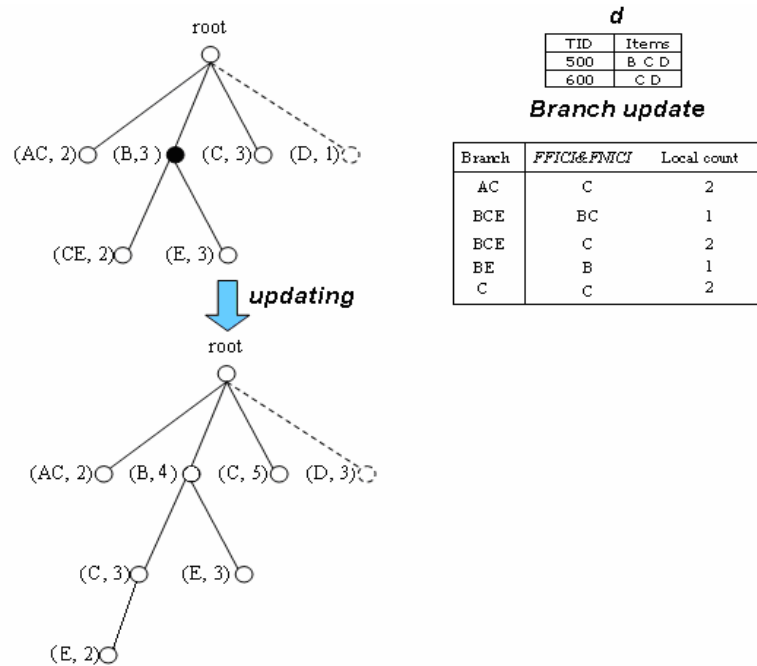 root
(AC, 2) (B,3) (C, 3) (D, 1)
(CE, 2) (E, 3)
updating
root
(AC, 2) (B,4) (C, 5) (D, 3)
(C, 3) (E, 3)
(E, 2)
d
TID Items
500 B C D
600 C D
Branch update
Branch FFICI&FNICI Local count
AC C 2
BCE BC 1
BCE C 2
BE B 1
C C 2